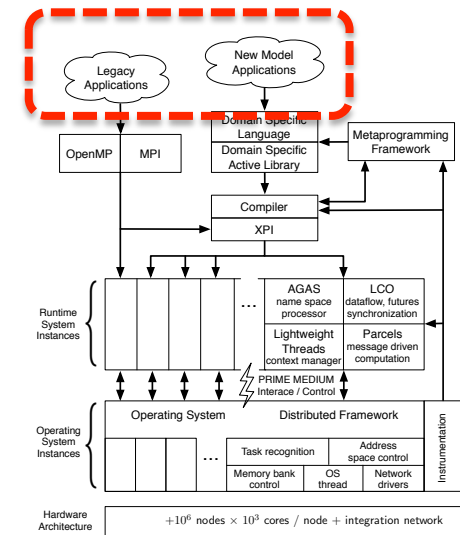 New Model
Applications
Legacy
Applications
Domain Specific
Language
Domain Specific
Active Library
OpenMP
MPI
Metaprogramming
Framework
Compiler
XPI
Runtime
System
Instances
...
AGAS
name space
processor
LCO
dataflow, futures
synchronization
Lightweight
Threads
context manager
Parcels
message driven
computation
PRIME MEDIUM
Interace / Control
Operating
System
Instances
Operating System
Distributed Framework
...
Task recognition
Address
space control
Memory bank
control
OS
thread
Network
drivers
Instrumentation
Hardware
Architecture
+10⁶ nodes × 10³ cores / node + integration network